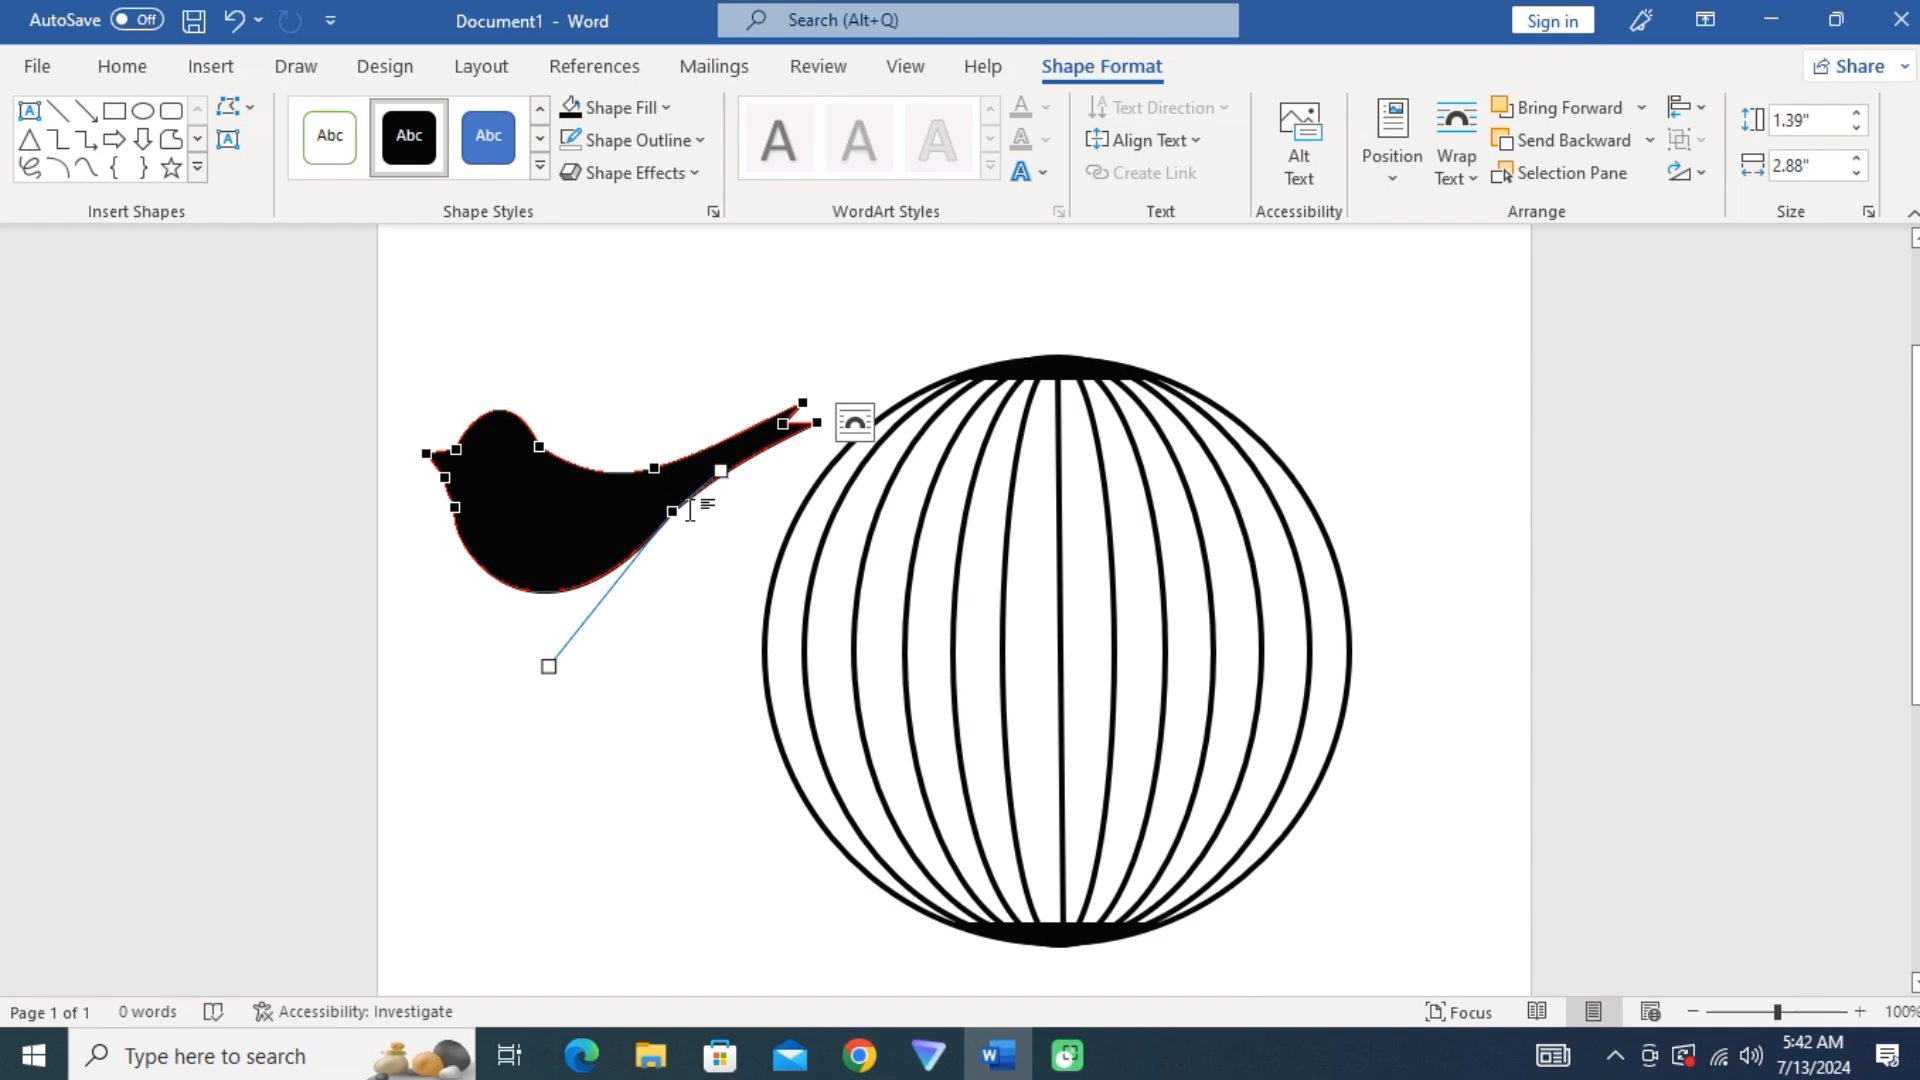 AutoSave Off Document1 - Word Search (Alt+Q) Sign in
File Home Insert Draw Design Layout References Mailings Review View Help Shape Format Share
Abc Abc Abc
Shape Fill
Shape Outline
Shape Effects
A A A
A
A
A
Text Direction
Align Text
Create Link
Alt
Text
Position
Wrap
Text
Bring Forward
Send Backward
Selection Pane
1.39"
2.88"
Insert Shapes Shape Styles WordArt Styles Text Accessibility Arrange Size
Page 1 of 1 0 words Accessibility: Investigate Focus 100%
Type here to search
5:42 AM
7/13/2024